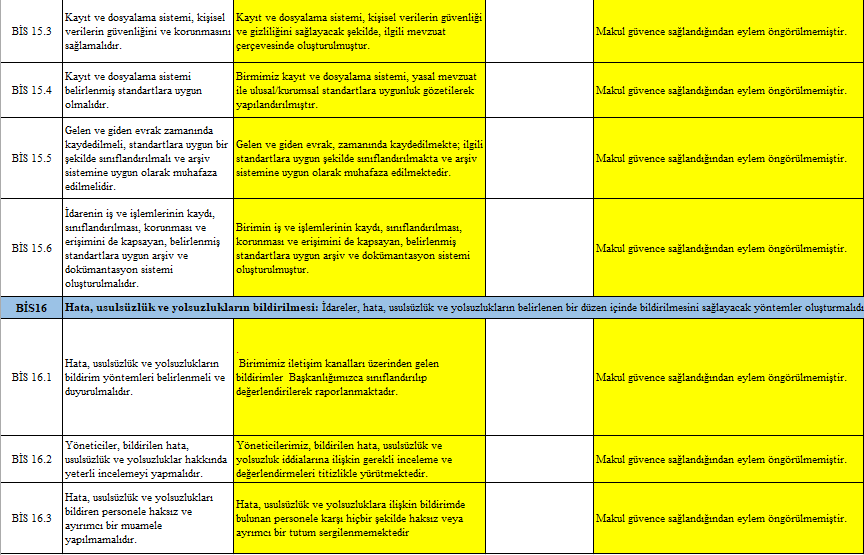 BİS 15.3
Kayıt ve dosyalama sistemi, kişisel
verilerin güvenliğini ve korunmasını
sağlamalıdır.
Kayıt ve dosyalama sistemi, kişisel verilerin güvenliği
ve gizliliğini sağlayacak şekilde, ilgili mevzuat
çerçevesinde oluşturulmuştur.
Makul güvence sağlandığından eylem öngörülmemiştir.
BİS 15.4
Kayıt ve dosyalama sistemi
belirlenmiş standartlara uygun
olmalıdır.
Birmimiz kayıt ve dosyalama sistemi, yasal mevzuat
ile ulusal/kurumsal standartlara uygunluk gözetilerek
yapılandırılmıştır.
Makul güvence sağlandığından eylem öngörülmemiştir.
BİS 15.5
Gelen ve giden evrak zamanında
kaydedilmeli, standartlara uygun bir
şekilde sınıflandırılmalı ve arşiv
sistemine uygun olarak muhafaza
edilmelidir.
Gelen ve giden evrak, zamanında kaydedilmekte; ilgili
standartlara uygun şekilde sınıflandırılmakta ve arşiv
sistemine uygun olarak muhafaza edilmektedir.
Makul güvence sağlandığından eylem öngörülmemiştir.
BİS 15.6
İdarenin iş ve işlemlerinin kaydı,
sınıflandırılması, korunması ve
erişimini de kapsayan, belirlenmiş
standartlara uygun arşiv ve
dokümantasyon sistemi
oluşturulmalıdır.
Birimin iş ve işlemlerinin kaydı, sınıflandırılması,
korunması ve erişimini de kapsayan, belirlenmiş
standartlara uygun arşiv ve dokümantasyon sistemi
oluşturulmuştur.
Makul güvence sağlandığından eylem öngörülmemiştir.
BİS16
Hata, usulsüzlük ve yolsuzlukların bildirilmesi: İdareler, hata, usulsüzlük ve yolsuzlukların belirlenen bir düzen içinde bildirilmesini sağlayacak yöntemler oluşturmalıdı
BİS 16.1
Hata, usulsüzlük ve yolsuzlukların
bildirim yöntemleri belirlenmeli ve
duyurulmalıdır.
Birimimiz iletişim kanalları üzerinden gelen
bildirimler Başkanlığımızca sınıflandırılıp
değerlendirilerek raporlanmaktadır.
Makul güvence sağlandığından eylem öngörülmemiştir.
BİS 16.2
Yöneticiler, bildirilen hata,
usulsüzlük ve yolsuzluklar hakkında
yeterli incelemeyi yapmalıdır.
Yöneticilerimiz, bildirilen hata, usulsüzlük ve
yolsuzluk iddialarına ilişkin gerekli inceleme ve
değerlendirmeleri titizlikle yürütmektedir.
Makul güvence sağlandığından eylem öngörülmemiştir.
BİS 16.3
Hata, usulsüzlük ve yolsuzlukları
bildiren personele haksız ve
ayırımcı bir muamele
yapılmamalıdır.
Hata, usulsüzlük ve yolsuzluklara ilişkin bildirimde
bulunan personele karşı hiçbir şekilde haksız veya
ayrımcı bir tutum sergilenmemektedir
Makul güvence sağlandığından eylem öngörülmemiştir.